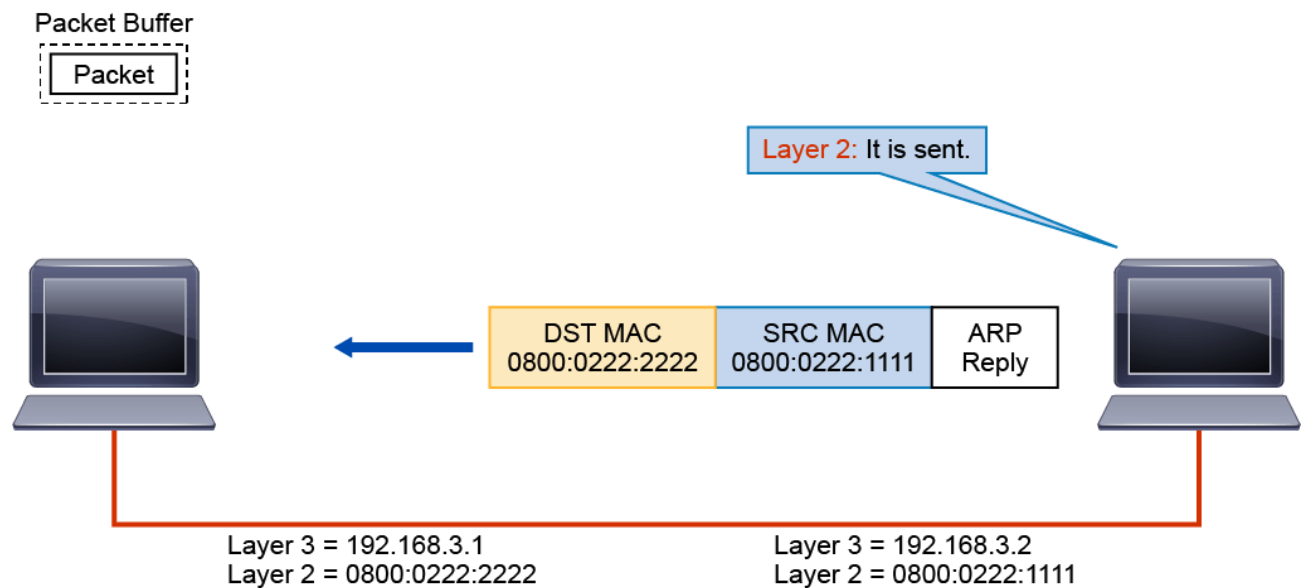 Packet Buffer
Packet
Layer 2: It is sent.
DST MAC
0800:0222:2222
SRC MAC
0800:0222:1111
ARP
Reply
Layer 3 = 192.168.3.1
Layer 2 = 0800:0222:2222
Layer 3 = 192.168.3.2
Layer 2 = 0800:0222:1111